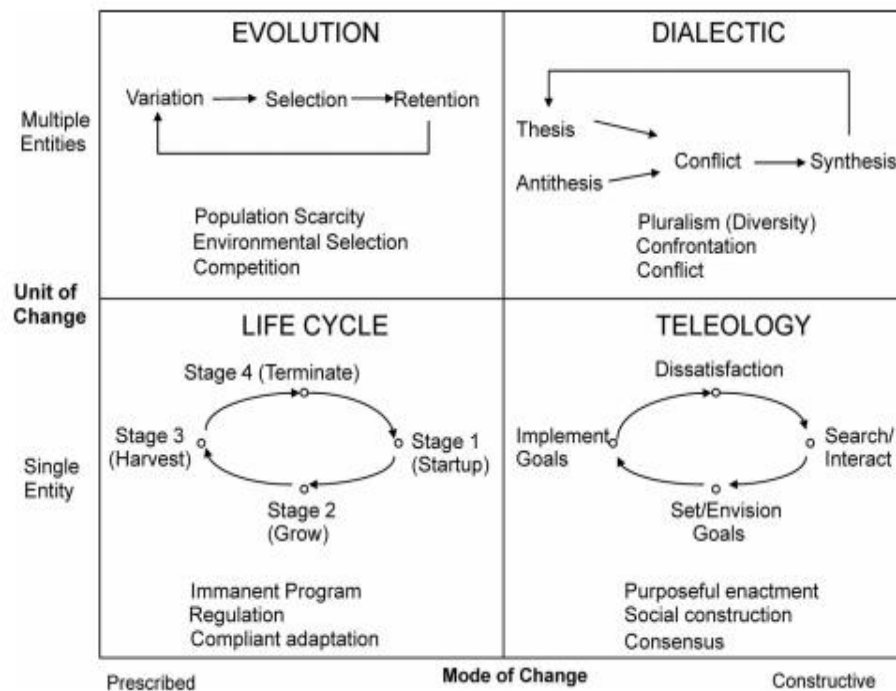 EVOLUTION
Variation Selection Retention
Population Scarcity
Environmental Selection
Competition
DIALECTIC
Thesis
Antithesis
Conflict
Synthesis
Pluralism (Diversity)
Confrontation
Conflict
Multiple
Entities
Unit of
Change
LIFE CYCLE
Stage 4 (Terminate)
Stage 3
(Harvest)
Stage 1
(Startup)
Stage 2
(Grow)
Immanent Program
Regulation
Compliant adaptation
TELEOLOGY
Dissatisfaction
Implement
Goals
Search/
Interact
Set/Envision
Goals
Purposeful enactment
Social construction
Consensus
Single
Entity
Prescribed
Mode of Change
Constructive